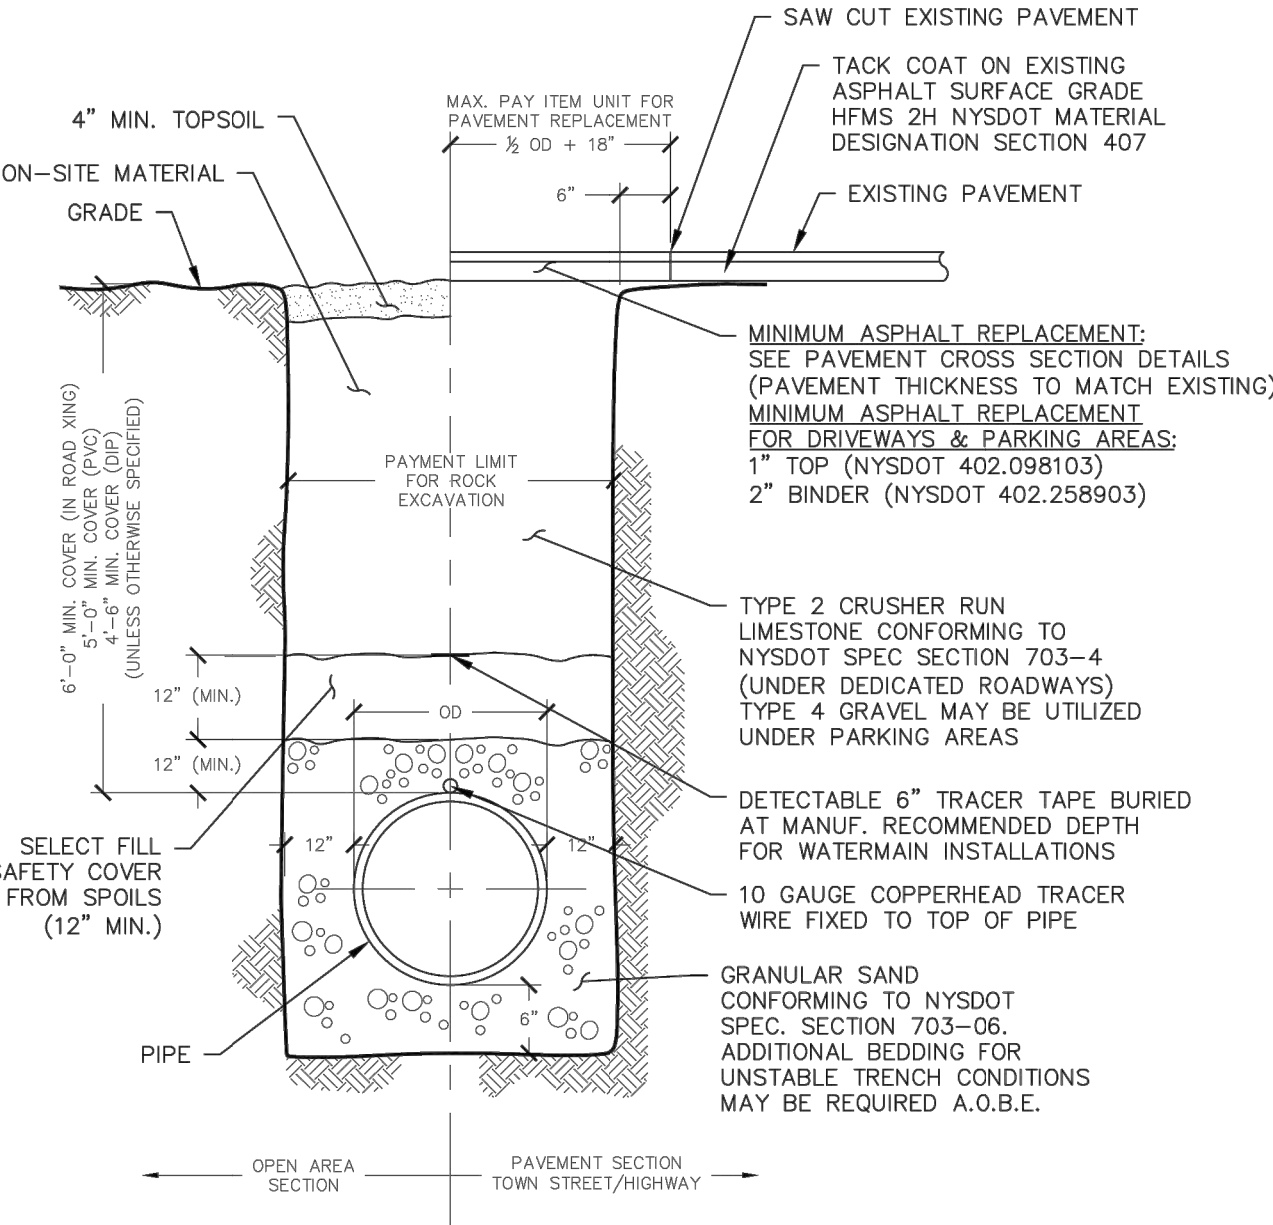 SAW CUT EXISTING PAVEMENT
TACK COAT ON EXISTING
ASPHALT SURFACE GRADE
HFMS 2H NYSDOT MATERIAL
DESIGNATION SECTION 407
EXISTING PAVEMENT
MAX. PAY ITEM UNIT FOR
PAVEMENT REPLACEMENT
½ OD + 18"
6"
4" MIN. TOPSOIL
ON-SITE MATERIAL
GRADE
MINIMUM ASPHALT REPLACEMENT:
SEE PAVEMENT CROSS SECTION DETAILS
(PAVEMENT THICKNESS TO MATCH EXISTING)
MINIMUM ASPHALT REPLACEMENT
FOR DRIVEWAYS & PARKING AREAS:
1" TOP (NYSDOT 402.098103)
2" BINDER (NYSDOT 402.258903)
PAYMENT LIMIT
FOR ROCK
EXCAVATION
6'-0" MIN. COVER (IN ROAD XING)
5'-0" MIN. COVER (PVC)
4'-6" MIN. COVER (DIP)
(UNLESS OTHERWISE SPECIFIED)
TYPE 2 CRUSHER RUN
LIMESTONE CONFORMING TO
NYSDOT SPEC SECTION 703-4
(UNDER DEDICATED ROADWAYS)
TYPE 4 GRAVEL MAY BE UTILIZED
UNDER PARKING AREAS
12" (MIN.)
OD
12" (MIN.)
DETECTABLE 6" TRACER TAPE BURIED
AT MANUF. RECOMMENDED DEPTH
FOR WATERMAIN INSTALLATIONS
12"
12"
SELECT FILL
SAFETY COVER
FROM SPOILS
(12" MIN.)
10 GAUGE COPPERHEAD TRACER
WIRE FIXED TO TOP OF PIPE
GRANULAR SAND
CONFORMING TO NYSDOT
SPEC. SECTION 703-06.
ADDITIONAL BEDDING FOR
UNSTABLE TRENCH CONDITIONS
MAY BE REQUIRED A.O.B.E.
6"
PIPE
OPEN AREA
SECTION
PAVEMENT SECTION
TOWN STREET/HIGHWAY